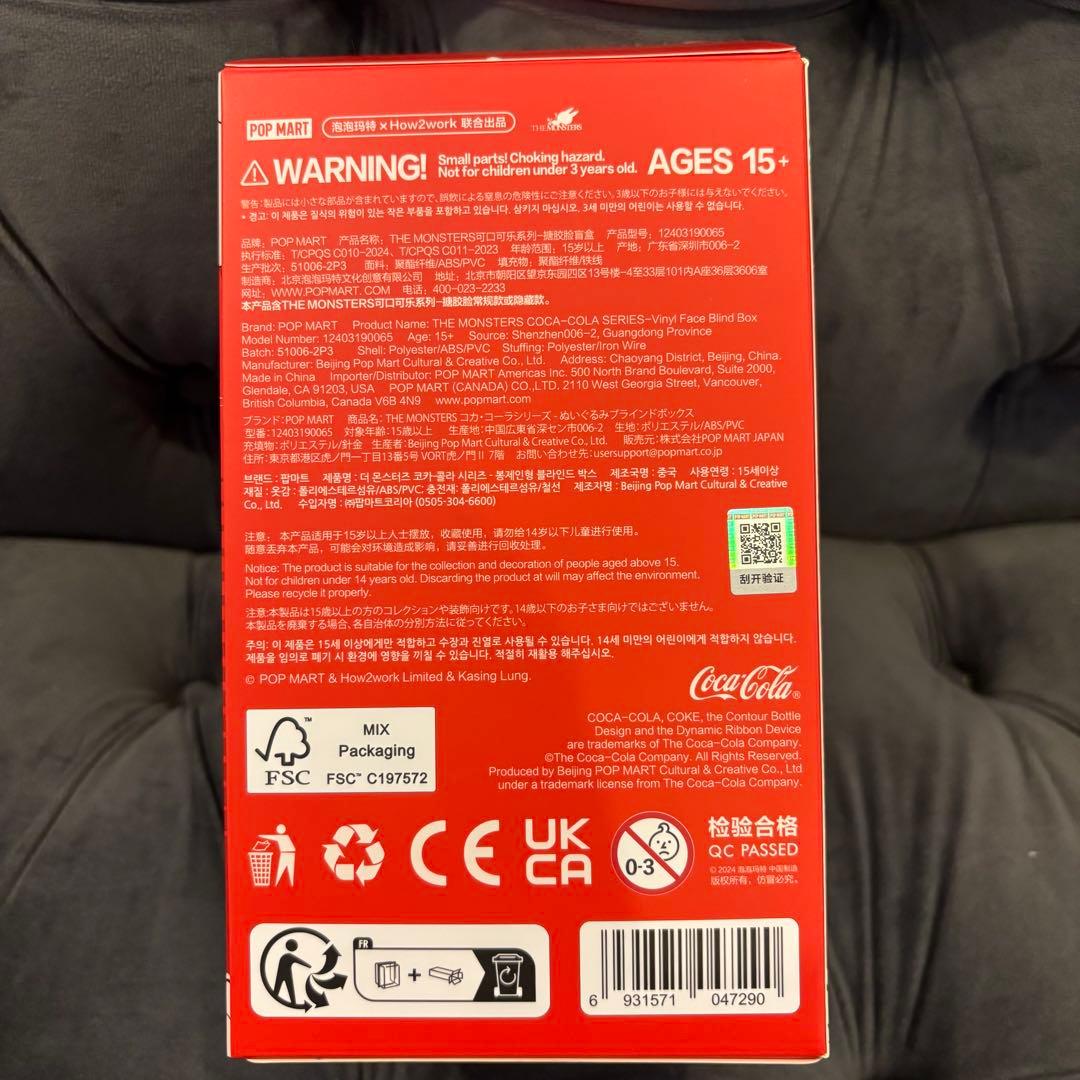 POP MART 泡泡玛特×How2work 联合出品 THE MONSTERS
WARNING! Small parts! Choking hazard.
Not for children under 3 years old. AGES 15+
警告:製品には小さな部品が含まれていますので、誤飲による窒息の危険性にご注意ください。3歳以下のお子様には与えないでください。
* 경고: 이 제품은 질식의 위험이 있는 작은 부품을 포함하고 있습니다. 삼키지 마십시오. 3세 미만의 어린이는 사용할 수 없습니다.
品牌：POP MART 产品名称：THE MONSTERS可口可乐系列-搪胶脸盲盒 产品型号：12403190065
执行标准：T/CPQS C010-2024、T/CPQS C011-2023 年龄范围：15岁以上 产地：广东省深圳市006-2
生产批次：51006-2P3 面料：聚酯纤维/ABS/PVC 填充物：聚酯纤维/铁线
制造商：北京泡泡玛特文化创意有限公司 地址：北京市朝阳区望京东园四区13号楼-4至33层101内A座36层3606室
网址：WWW.POPMART.COM 电话：400-023-2233
本产品含THE MONSTERS可口可乐系列-搪胶脸常规款或隐藏款。
Brand: POP MART Product Name: THE MONSTERS COCA-COLA SERIES-Vinyl Face Blind Box
Model Number: 12403190065 Age: 15+ Source: Shenzhen006-2, Guangdong Province
Batch: 51006-2P3 Shell: Polyester/ABS/PVC Stuffing: Polyester/Iron Wire
Manufacturer: Beijing Pop Mart Cultural & Creative Co., Ltd. Address: Chaoyang District, Beijing, China.
Made in China Importer/Distributor: POP MART Americas Inc. 500 North Brand Boulevard, Suite 2000,
Glendale, CA 91203, USA POP MART (CANADA) CO.,LTD. 2110 West Georgia Street, Vancouver,
British Columbia, Canada V6B 4N9 www.popmart.com
ブランド:POP MART 商品名: THE MONSTERS コカ・コーラシリーズ - ぬいぐるみブラインドボックス
型番:12403190065 対象年齢:15歳以上 生産地:中国広東省深セン市006-2 生地:ポリエステル/ABS/PVC
充填物:ポリエステル/針金 生産者:Beijing Pop Mart Cultural & Creative Co., Ltd. 販売元:株式会社POP MART JAPAN
住所:東京都港区虎ノ門一丁目13番5号 VORT虎ノ門Ⅱ 7階 お問い合わせ先:usersupport@popmart.co.jp
브랜드 : 팝마트 제품명 : 더 몬스터즈 코카-콜라 시리즈 - 봉제인형 블라인드 박스 제조국명 : 중국 사용연령 : 15세이상
재질 : 옷감 : 폴리에스테르섬유/ABS/PVC; 충전재: 폴리에스테르섬유/철선 제조자명 : Beijing Pop Mart Cultural & Creative
Co., Ltd. 수입자명 : ㈜팝마트코리아 (0505-304-6600)
注意： 本产品适用于15岁以上人士摆放，收藏使用，请勿给14岁以下儿童进行使用。
随意丢弃本产品，可能会对环境造成影响，请妥善进行回收处理。
Notice: The product is suitable for the collection and decoration of people aged above 15.
Not for children under 14 years old. Discarding the product at will may affect the environment.
Please recycle it properly.
刮开验证
注意:本製品は15歳以上の方のコレクションや装飾向けです。14歳以下のお子さま向けではございません。
本製品を廃棄する場合、各自治体の分別方法に従ってください。
주의: 이 제품은 15세 이상에게만 적합하고 수장과 진열로 사용될 수 있습니다. 14세 미만의 어린이에게 적합하지 않습니다.
제품을 임의로 폐기 시 환경에 영향을 끼칠 수 있습니다. 적절히 재활용 해주십시오.
© POP MART & How2work Limited & Kasing Lung.
Coca-Cola®
COCA-COLA, COKE, the Contour Bottle
Design and the Dynamic Ribbon Device
are trademarks of The Coca-Cola Company.
©The Coca-Cola Company. All Rights Reserved.
Produced by Beijing POP MART Cultural & Creative Co., Ltd
under a trademark license from The Coca-Cola Company.
FSC™
MIX
Packaging
FSC™ C197572
CE
UK
CA
0-3
检验合格
QC PASSED
© 2024 泡泡玛特 中国制造
版权所有，仿冒必究。
FR
+
6 931571 047290